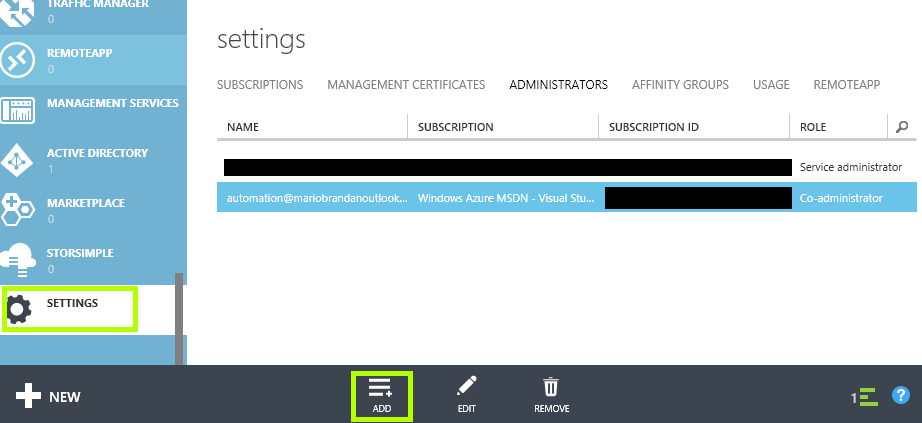 TRAFFIC MANAGER
0
REMOTEAPP
0
MANAGEMENT SERVICES
ACTIVE DIRECTORY
1
MARKETPLACE
0
STORSIMPLE
0
SETTINGS
settings
SUBSCRIPTIONS MANAGEMENT CERTIFICATES ADMINISTRATORS AFFINITY GROUPS USAGE REMOTEAPP
NAME SUBSCRIPTION SUBSCRIPTION ID ROLE
Service administrator
automation@mariobrandanoutlook... Windows Azure MSDN - Visual Stu... Co-administrator
NEW ADD EDIT REMOVE 1 ?